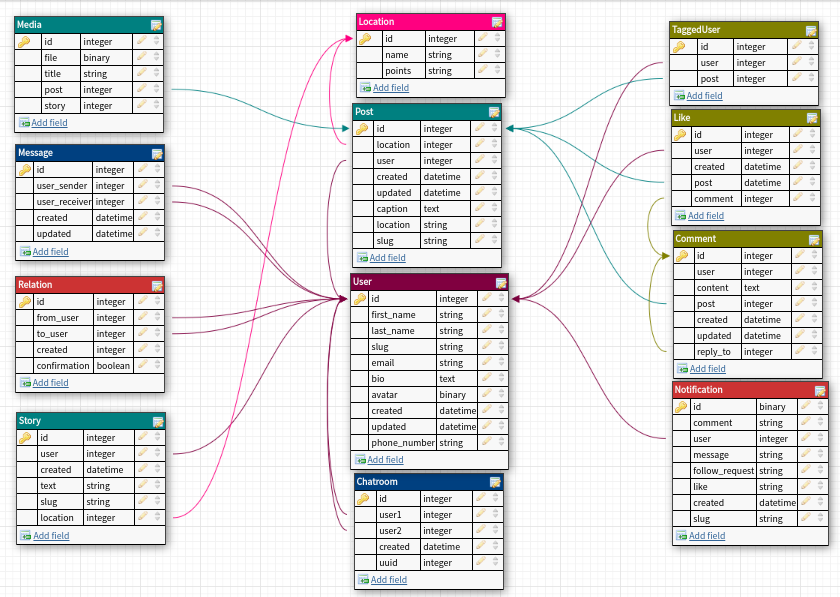 Media
id integer
file binary
title string
post integer
story integer
Add field
Message
id integer
user_sender integer
user_receiver integer
created datetime
updated datetime
Add field
Relation
id integer
from_user integer
to_user integer
created integer
confirmation boolean
Add field
Story
id integer
user integer
created datetime
text string
slug string
location integer
Add field
Location
id integer
name string
points string
Add field
Post
id integer
location integer
user integer
created datetime
updated datetime
caption text
location string
slug string
Add field
User
id integer
first_name string
last_name string
slug string
email string
bio text
avatar binary
created datetime
updated datetime
phone_number string
Add field
Chatroom
id integer
user1 integer
user2 integer
created datetime
uuid integer
Add field
TaggedUser
id integer
user integer
post integer
Add field
Like
id integer
user integer
created datetime
post datetime
comment integer
Add field
Comment
id integer
user integer
content text
post integer
created datetime
updated datetime
reply_to integer
Add field
Notification
id binary
comment string
user integer
message string
follow_request string
like string
created datetime
slug string
Add field